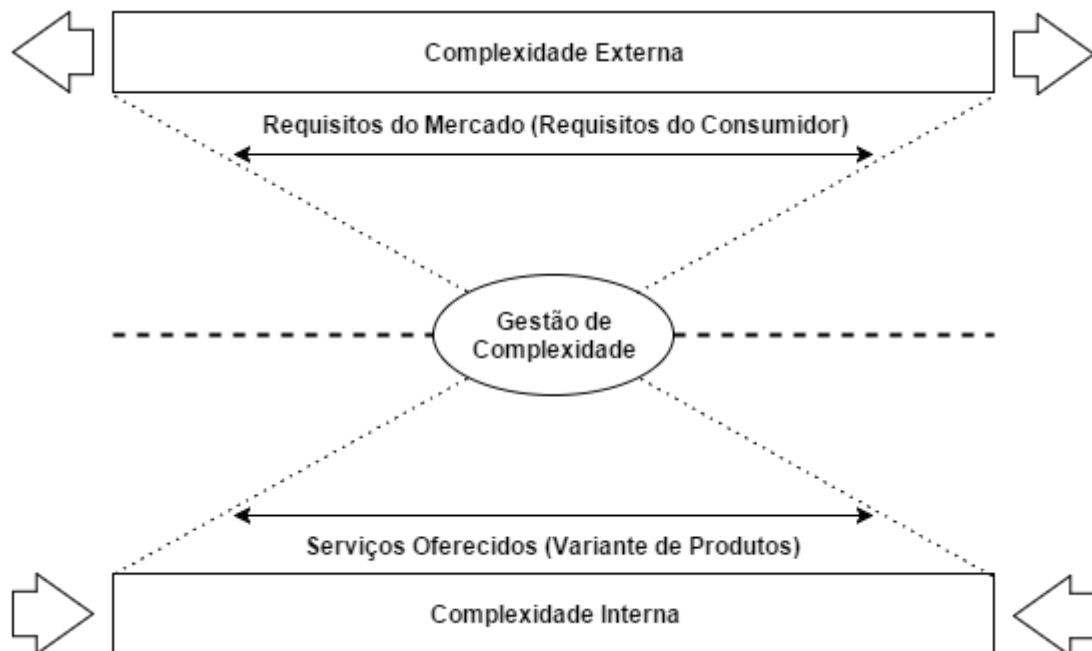 Complexidade Externa
Requisitos do Mercado (Requisitos do Consumidor)
Gestão de
Complexidade
Serviços Oferecidos (Variante de Produtos)
Complexidade Interna